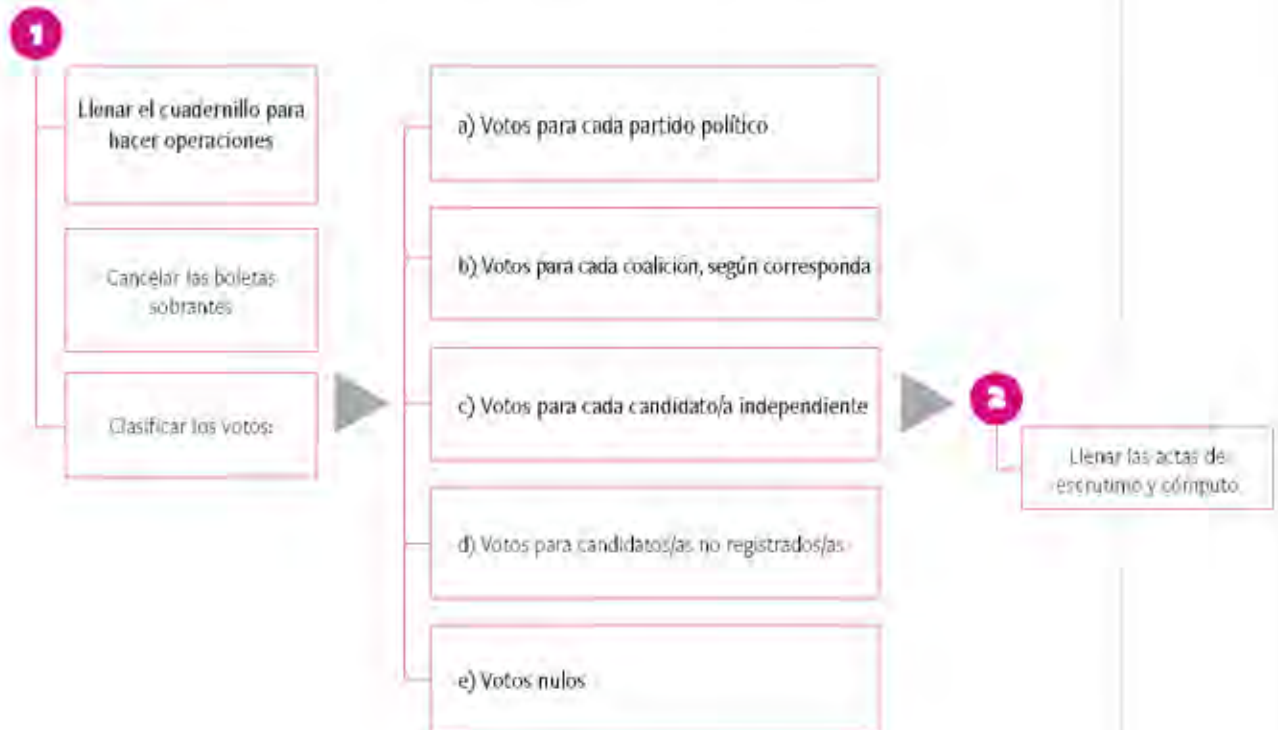 1
Llenar el cuadernillo para
hacer operaciones
Cancelar las boletas
sobrantes
Clasificar los votos:
a) Votos para cada partido político
b) Votos para cada coalición, según corresponda
c) Votos para cada candidato/a independiente
d) Votos para candidatos/as no registrados/as
e) Votos nulos
2
Llenar las actas de
escrutinio y cómputo